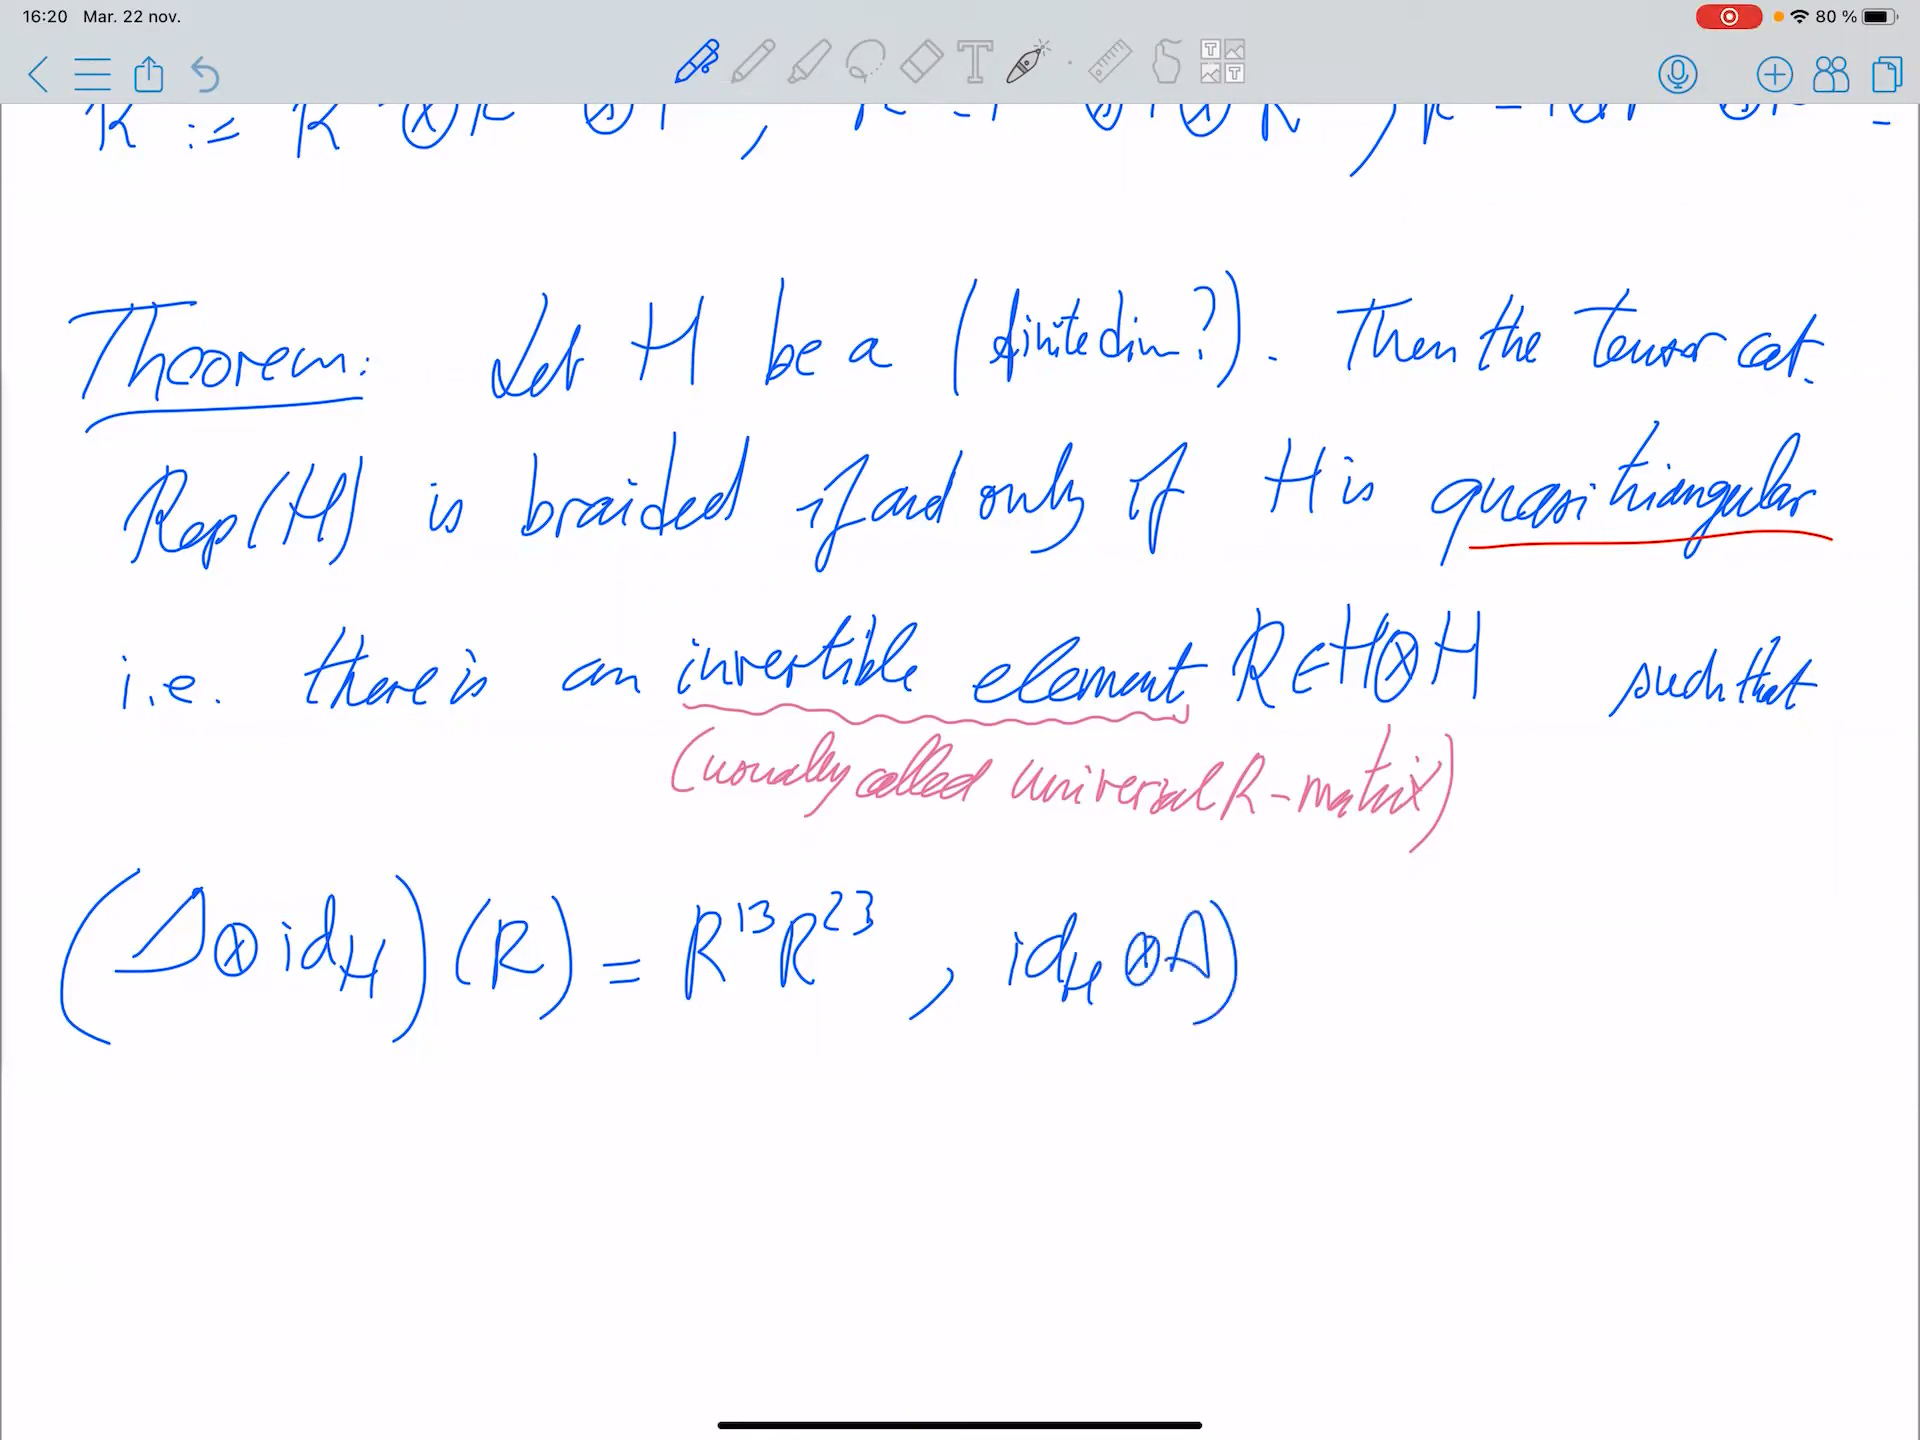 16:20 Mar. 22 nov. 80 %
Theorem: Let H be a (finite dim?). Then the tensor cat.
Rep(H) is braided if and only if H is quasitriangular
i.e. there is an invertible element R∈H⊗H such that
(usually called universal R-matrix)
(Δ⊗id_H)(R) = R^{13}R^{23}, id_H⊗Δ)